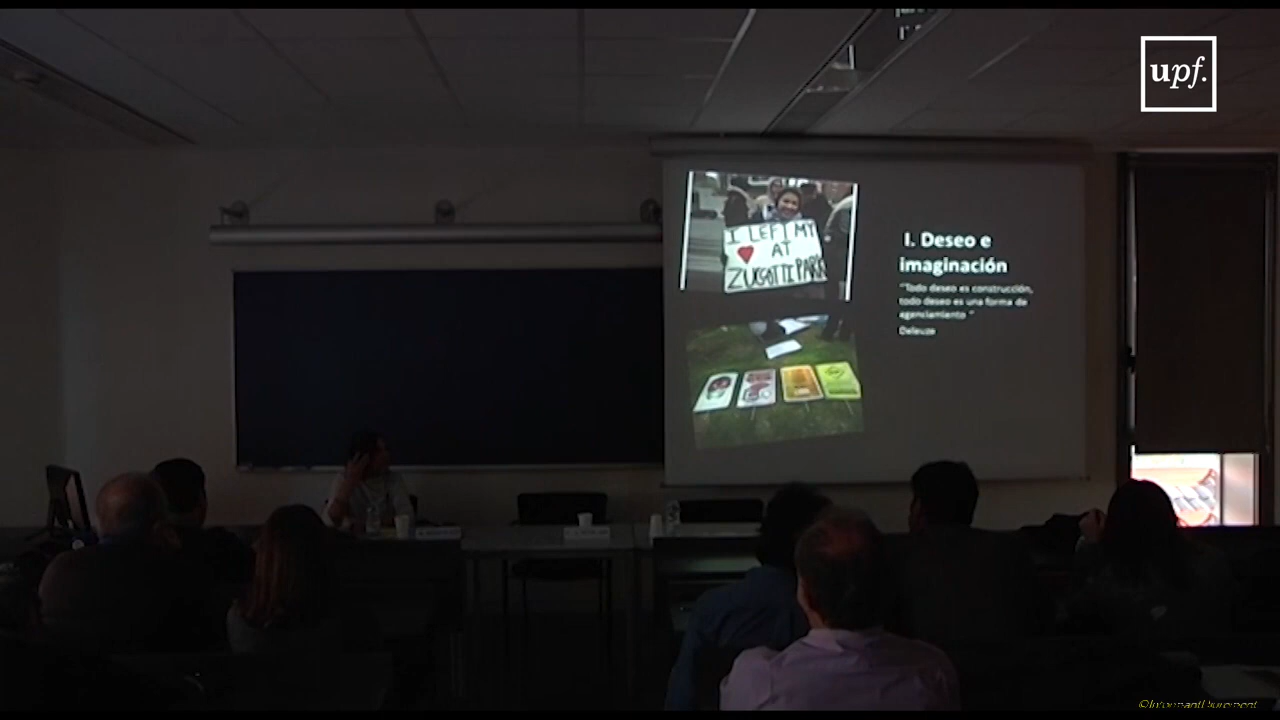 upf.
I LEFT MY
AT
ZUCCOTTI PARK
I. Deseo e
imaginación
"Todo deseo es construcción,
todo deseo es una forma de
agenciamiento "
Deleuze